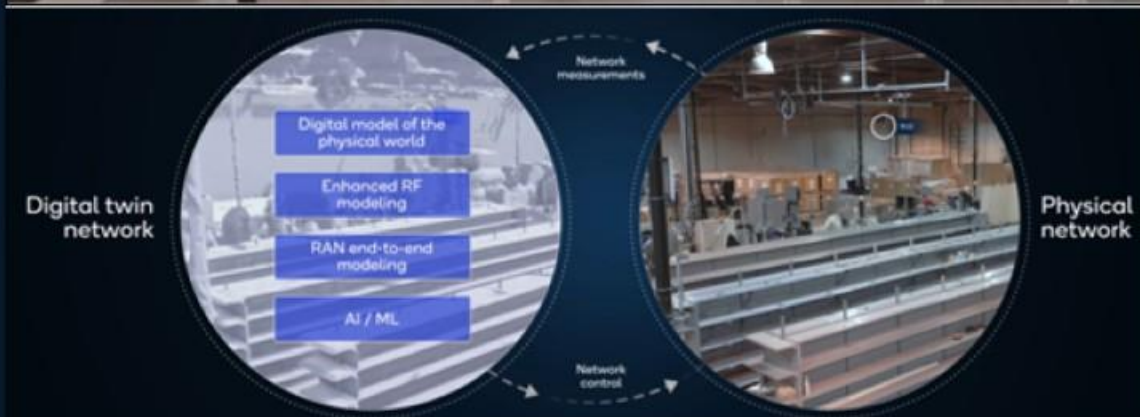 Network
measurements
Digital model of the
physical world
Enhanced RF
modeling
Digital twin
network
Physical
network
RAN end-to-end
modeling
AI / ML
Network
control